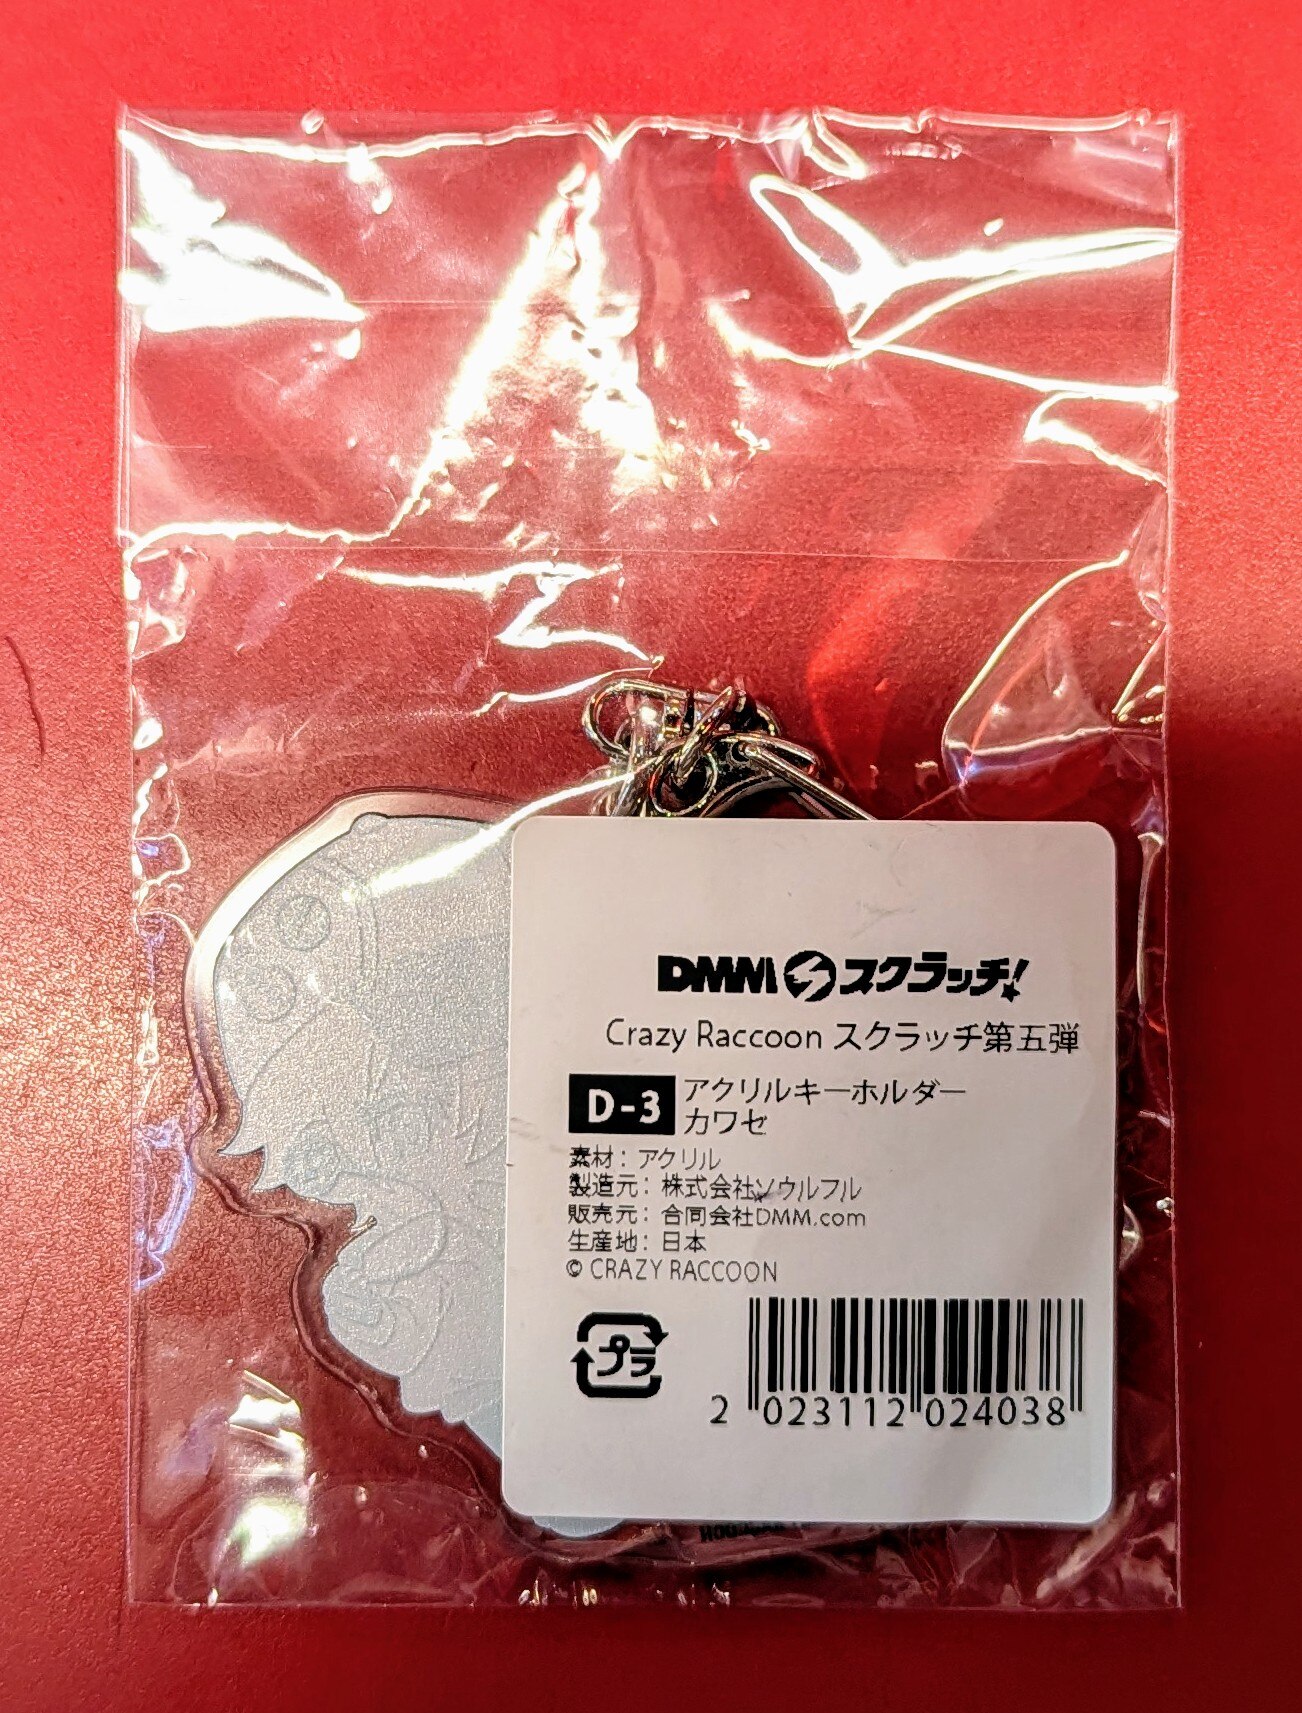 DMMスクラッチ!
Crazy Raccoon スクラッチ第五弾
D-3 アクリルキーホルダー
カワセ
素材：アクリル
製造元：株式会社ソウルフル
販売元：合同会社DMM.com
生産地：日本
© CRAZY RACCOON
プラ
2 023112 024038